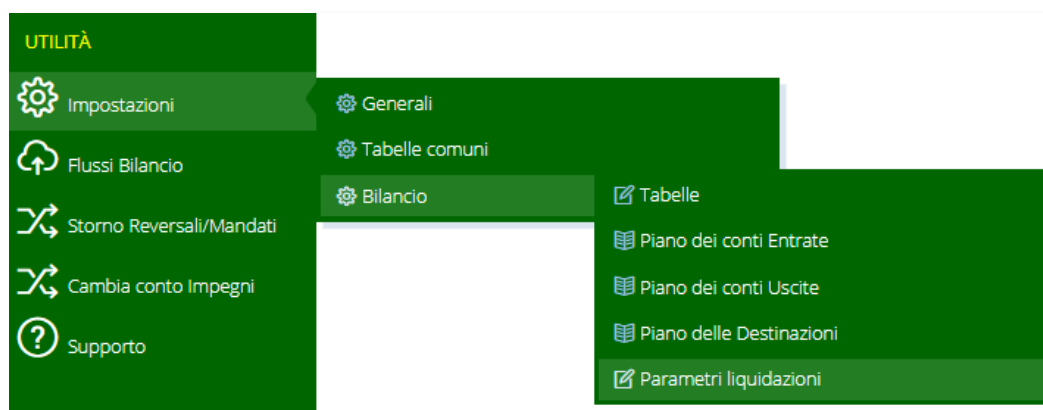 UTILITÀ
Impostazioni
Flussi Bilancio
Storno Reversali/Mandati
Cambia conto Impegni
Supporto
Generali
Tabelle comuni
Bilancio
Tabelle
Piano dei conti Entrate
Piano dei conti Uscite
Piano delle Destinazioni
Parametri liquidazioni